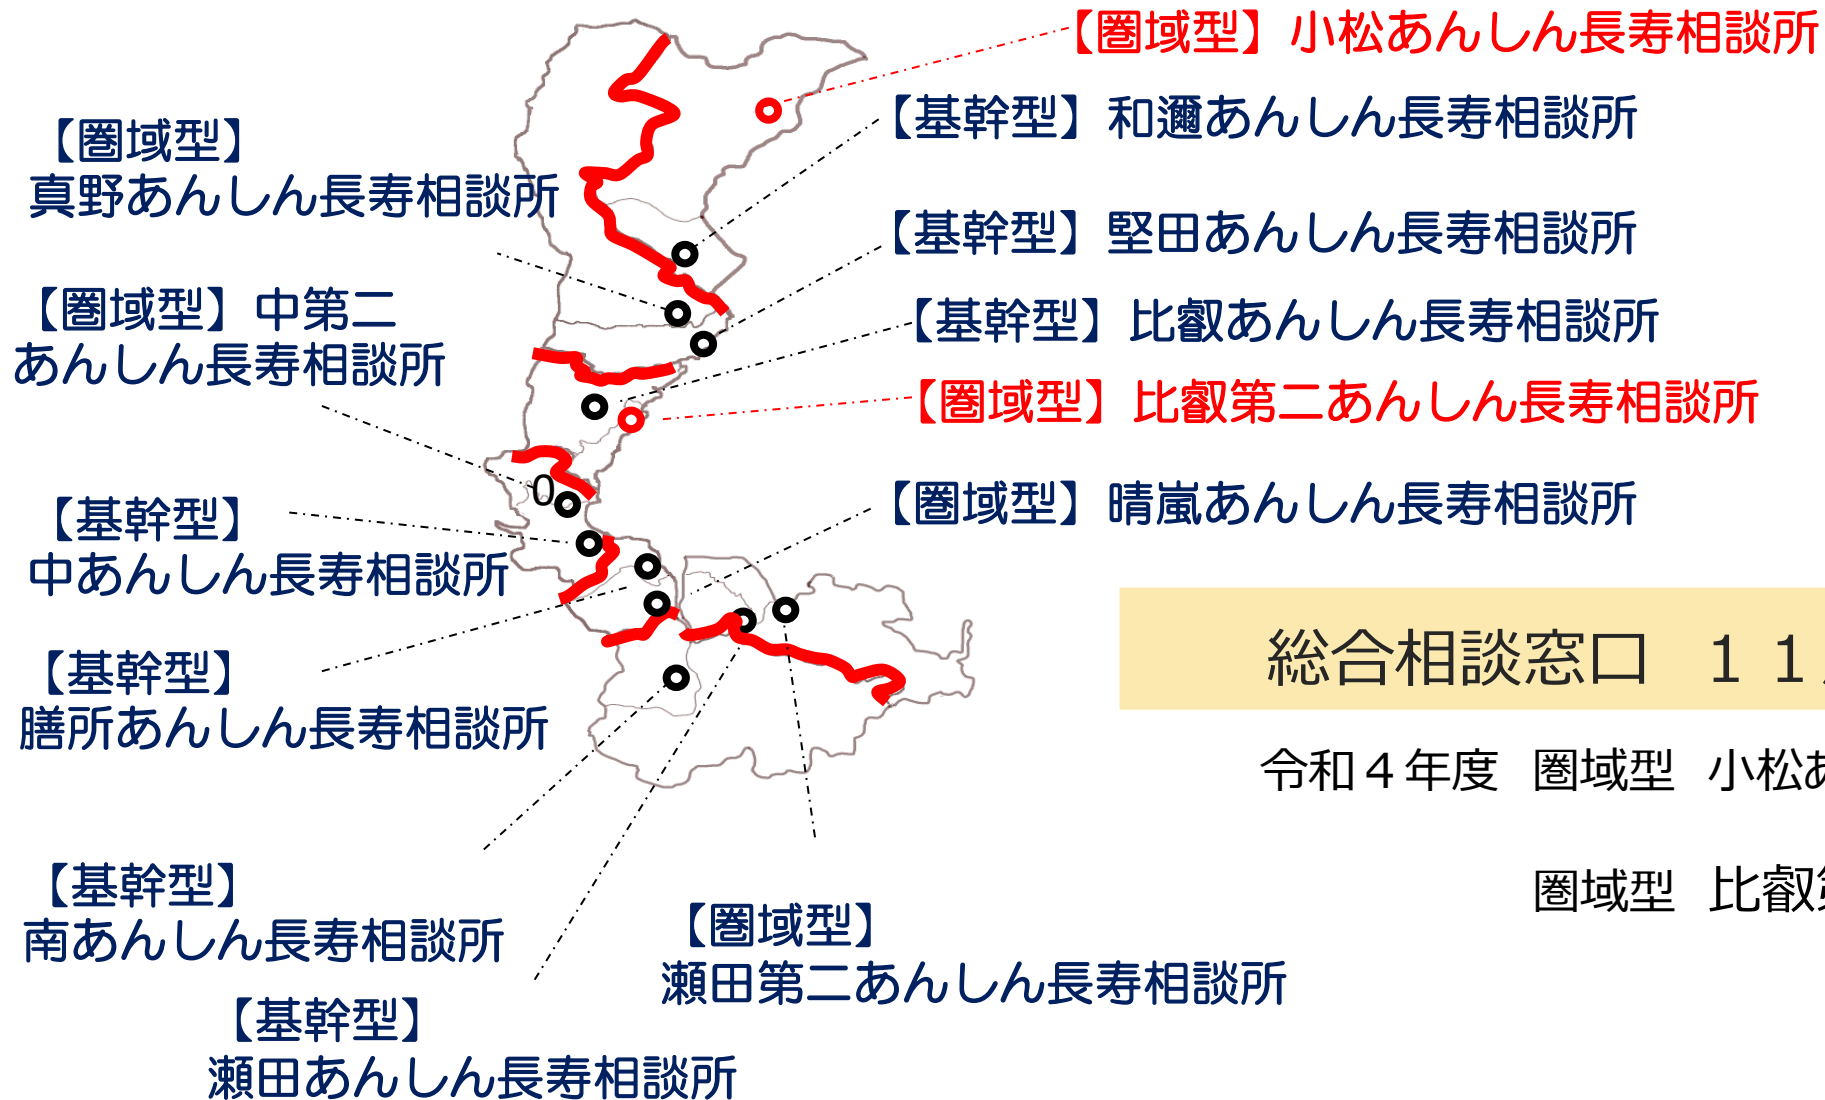 【圏域型】小松あんしん長寿相談所
【基幹型】和邇あんしん長寿相談所
【圏域型】
真野あんしん長寿相談所
【基幹型】堅田あんしん長寿相談所
【圏域型】中第二
あんしん長寿相談所
【基幹型】比叡あんしん長寿相談所
【圏域型】比叡第二あんしん長寿相談所
0
【圏域型】晴嵐あんしん長寿相談所
【基幹型】
中あんしん長寿相談所
【基幹型】
膳所あんしん長寿相談所
総合相談窓口　１１
令和４年度　圏域型　小松あ
圏域型　比叡第
【基幹型】
南あんしん長寿相談所
【圏域型】
瀬田第二あんしん長寿相談所
【基幹型】
瀬田あんしん長寿相談所